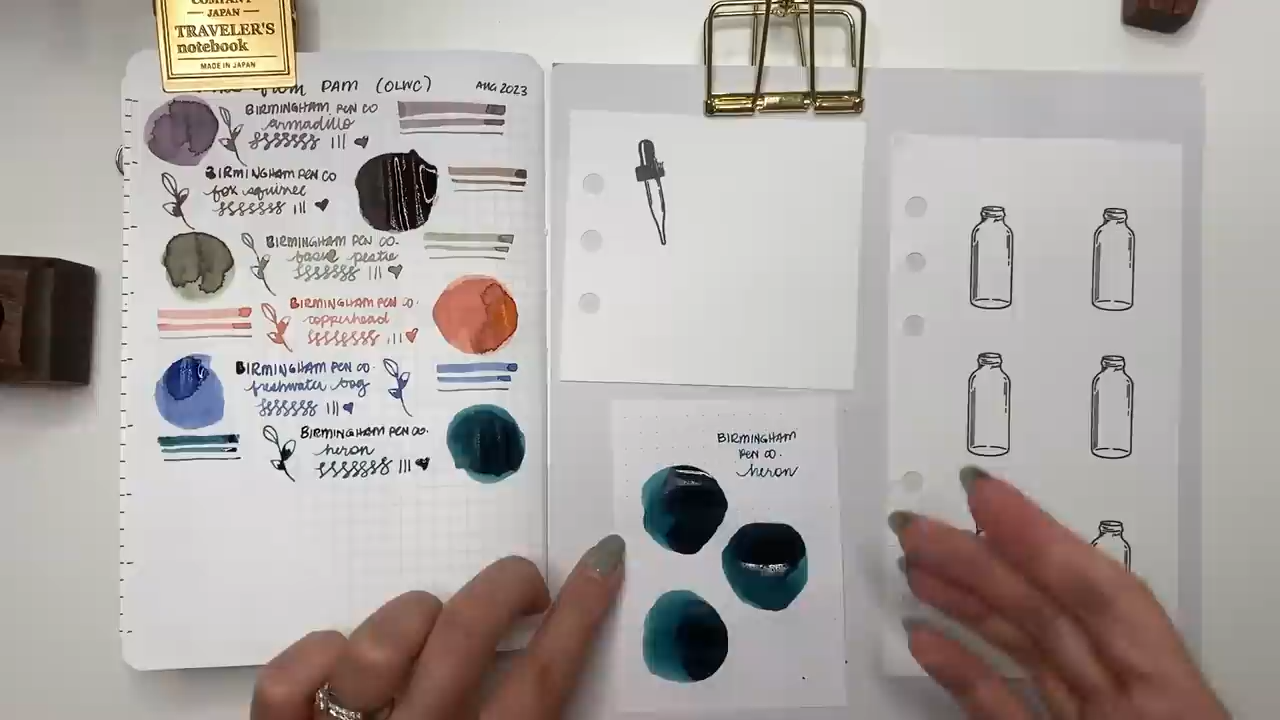 COMPANY
JAPAN
TRAVELER'S
notebook
MADE IN JAPAN
from PAM (OLWC)
AUG 2023
BIRMINGHAM PEN CO
armadillo
BIRMINGHAM PEN CO
fox squirrel
BIRMINGHAM PEN CO.
BIRMINGHAM PEN CO.
copperhead
BIRMINGHAM PEN CO.
freshwater bog
BIRMINGHAM PEN CO.
heron
BIRMINGHAM
PEN CO.
heron